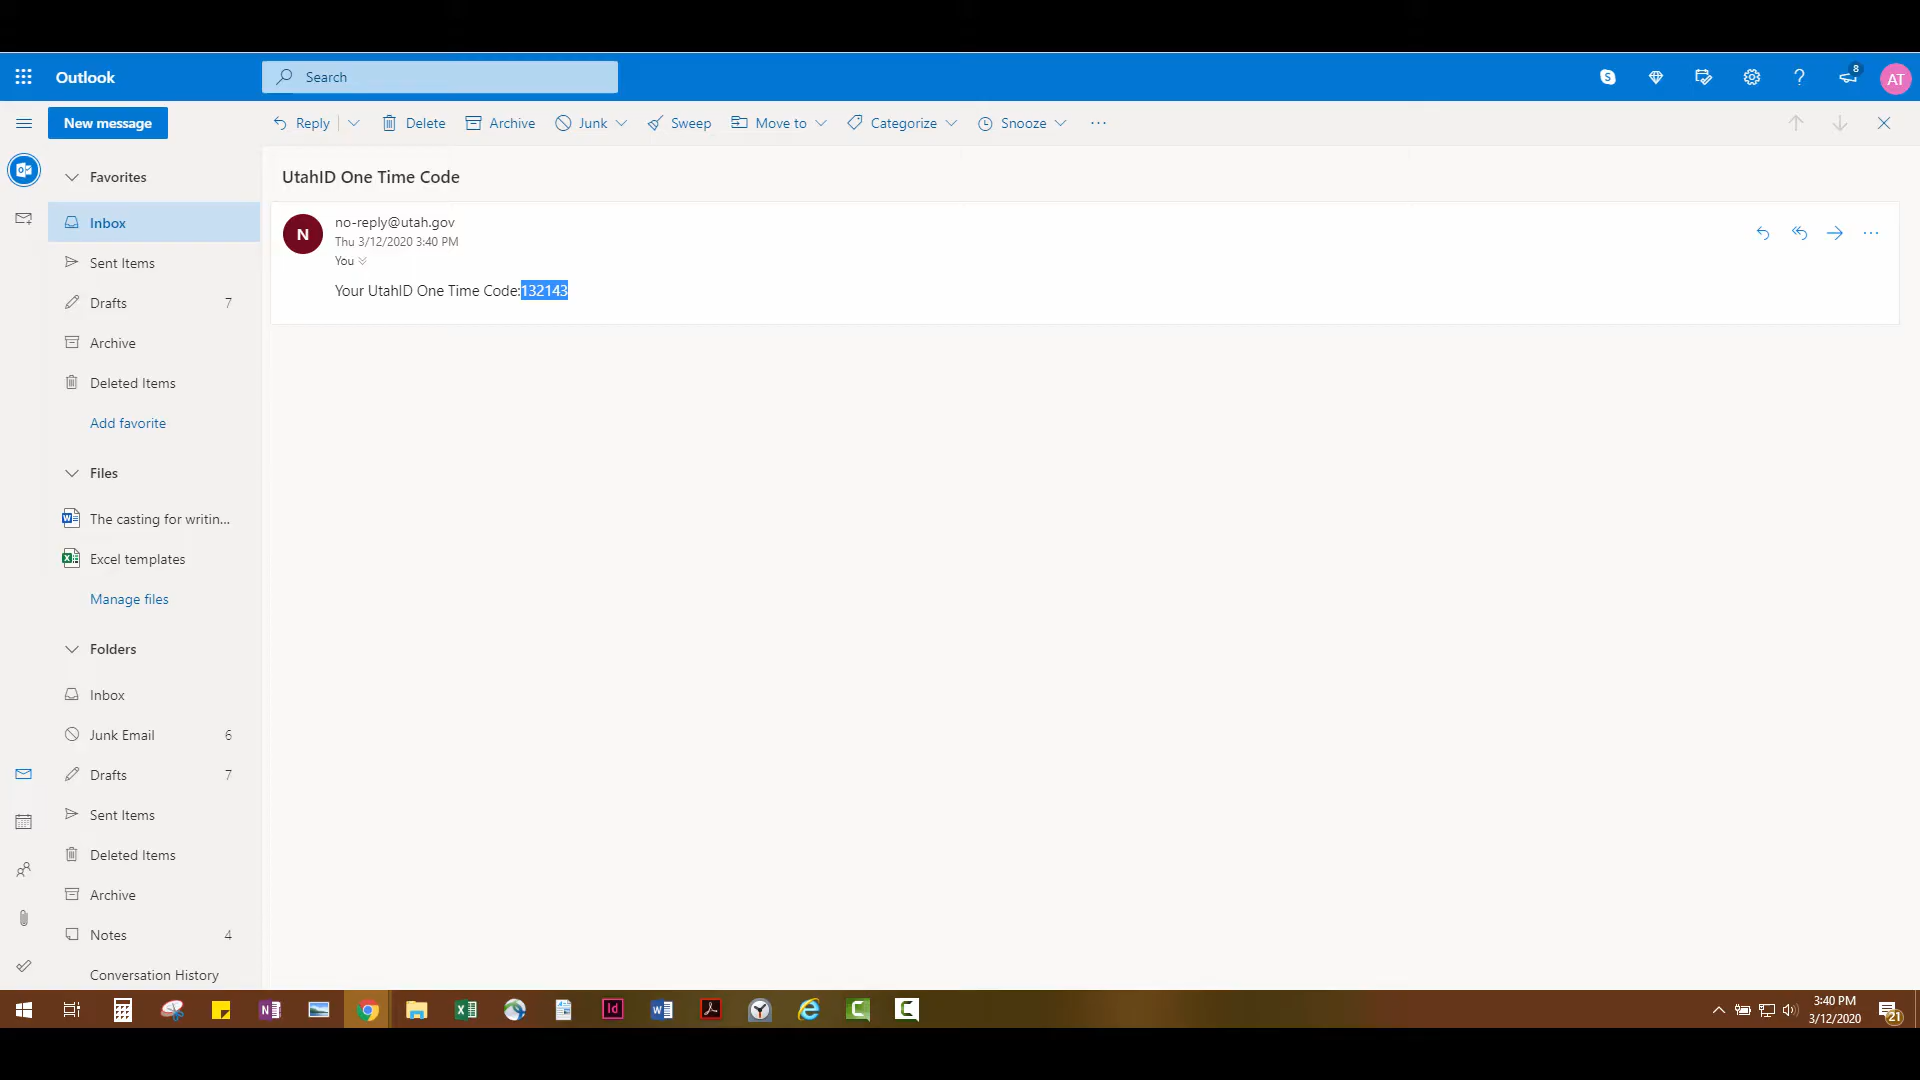 Outlook
Search
8
AT
New message
Reply
Delete
Archive
Junk
Sweep
Move to
Categorize
Snooze
Favorites
Inbox
Sent Items
Drafts 7
Archive
Deleted Items
Add favorite
Files
The casting for writin...
Excel templates
Manage files
Folders
Inbox
Junk Email 6
Drafts 7
Sent Items
Deleted Items
Archive
Notes 4
Conversation History
UtahID One Time Code
N
no-reply@utah.gov
Thu 3/12/2020 3:40 PM
You
Your UtahID One Time Code:132143
3:40 PM
3/12/2020
21